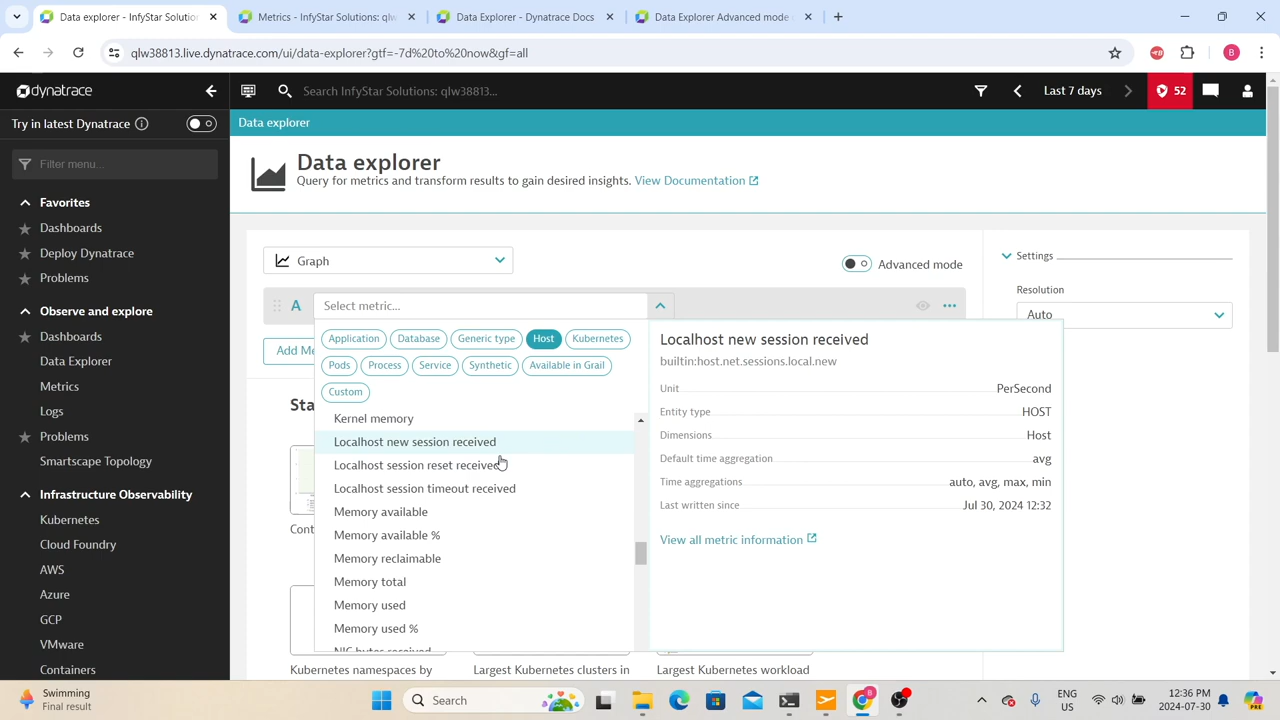 Data explorer - InfyStar Solution
Metrics - InfyStar Solutions: qlw
Data Explorer - Dynatrace Docs
Data Explorer Advanced mode
qlw38813.live.dynatrace.com/ui/data-explorer?gtf=-7d%20to%20now&gf=all
B
dynatrace
Search InfyStar Solutions: qlw38813...
Last 7 days
52
Try in latest Dynatrace
Data explorer
Filter menu...
Data explorer
Query for metrics and transform results to gain desired insights. View Documentation
Favorites
Dashboards
Deploy Dynatrace
Problems
Observe and explore
Dashboards
Data Explorer
Metrics
Logs
Problems
Smartscape Topology
Infrastructure Observability
Kubernetes
Cloud Foundry
AWS
Azure
GCP
VMware
Containers
Graph
Advanced mode
Settings
Resolution
Auto
A
Select metric...
Add Me
Sta
Cont
Application
Database
Generic type
Host
Kubernetes
Pods
Process
Service
Synthetic
Available in Grail
Custom
Kernel memory
Localhost new session received
Localhost session reset received
Localhost session timeout received
Memory available
Memory available %
Memory reclaimable
Memory total
Memory used
Memory used %
NIC bytes received
Localhost new session received
builtin:host.net.sessions.local.new
Unit PerSecond
Entity type HOST
Dimensions Host
Default time aggregation avg
Time aggregations auto, avg, max, min
Last written since Jul 30, 2024 12:32
View all metric information
Kubernetes namespaces by
Largest Kubernetes clusters in
Largest Kubernetes workload
Swimming
Final result
Search
B
ENG
US
12:36 PM
2024-07-30
PRE